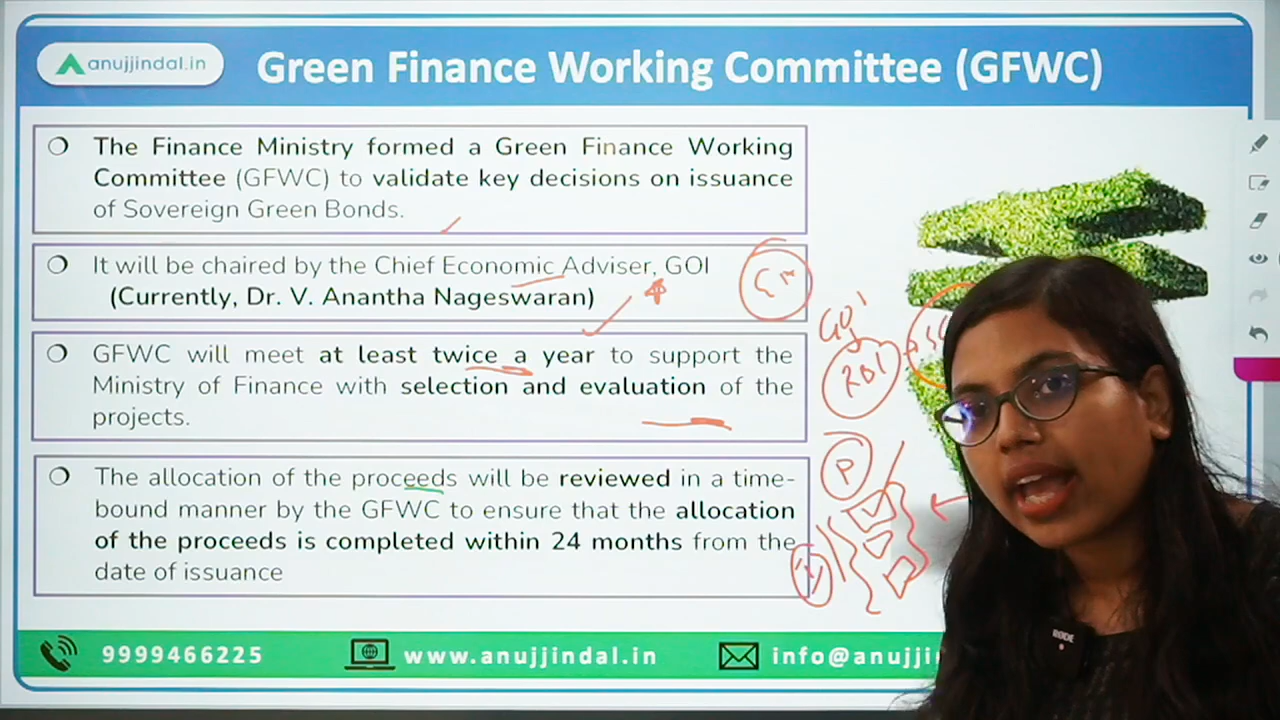 anujjindal.in
Green Finance Working Committee (GFWC)
The Finance Ministry formed a Green Finance Working
Committee (GFWC) to validate key decisions on issuance
of Sovereign Green Bonds.
It will be chaired by the Chief Economic Adviser, GOI
(Currently, Dr. V. Anantha Nageswaran)
GFWC will meet at least twice a year to support the
Ministry of Finance with selection and evaluation of the
projects.
The allocation of the proceeds will be reviewed in a time-
bound manner by the GFWC to ensure that the allocation
of the proceeds is completed within 24 months from the
date of issuance
GOI
RBI
P
RODE
9999466225
www.anujjindal.in
info@anujji